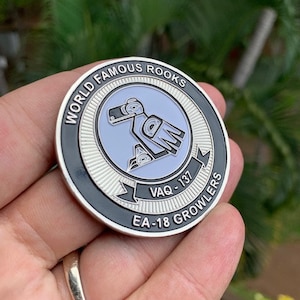 WORLD FAMOUS ROOKS
VAQ-137
EA-18 GROWLERS